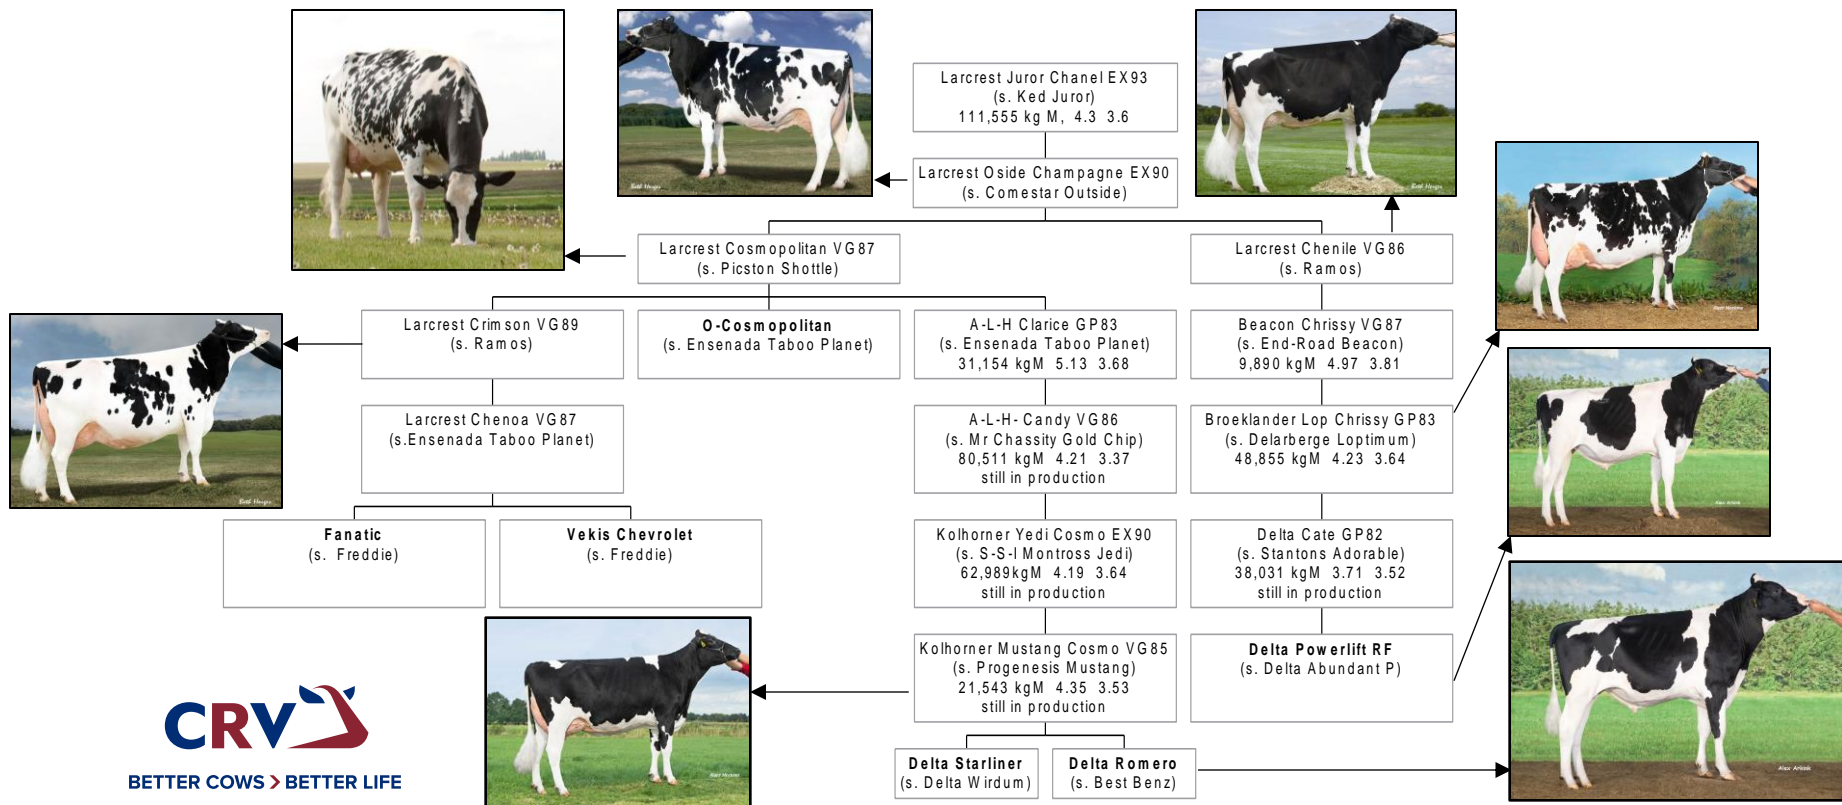 Larcrest Juror Chanel EX93
(s. Ked Juror)
111,555 kg M, 4.3 3.6
Larcrest Oside Champagne EX90
(s. Comestar Outside)
Larcrest Cosmopolitan VG87
(s. Picston Shottle)
Larcrest Chenile VG86
(s. Ramos)
Larcrest Crimson VG89
(s. Ramos)
O-Cosmopolitan
(s. Ensenada Taboo Planet)
A-L-H Clarice GP83
(s. Ensenada Taboo Planet)
31,154 kgM 5.13 3.68
Beacon Chrissy VG87
(s. End-Road Beacon)
9,890 kgM 4.97 3.81
Larcrest Chenoa VG87
(s.Ensenada Taboo Planet)
A-L-H- Candy VG86
(s. Mr Chassity Gold Chip)
80,511 kgM 4.21 3.37
still in production
Broeklander Lop Chrissy GP83
(s. Delarberge Loptimum)
48,855 kgM 4.23 3.64
Fanatic
(s. Freddie)
Vekis Chevrolet
(s. Freddie)
Kolhorner Yedi Cosmo EX90
(s. S-S-I Montross Jedi)
62,989kgM 4.19 3.64
still in production
Delta Cate GP82
(s. Stantons Adorable)
38,031 kgM 3.71 3.52
still in production
Kolhorner Mustang Cosmo VG85
(s. Progenesis Mustang)
21,543 kgM 4.35 3.53
still in production
Delta Powerlift RF
(s. Delta Abundant P)
Delta Starliner
(s. Delta Wirdum)
Delta Romero
(s. Best Benz)
CRV
BETTER COWS > BETTER LIFE